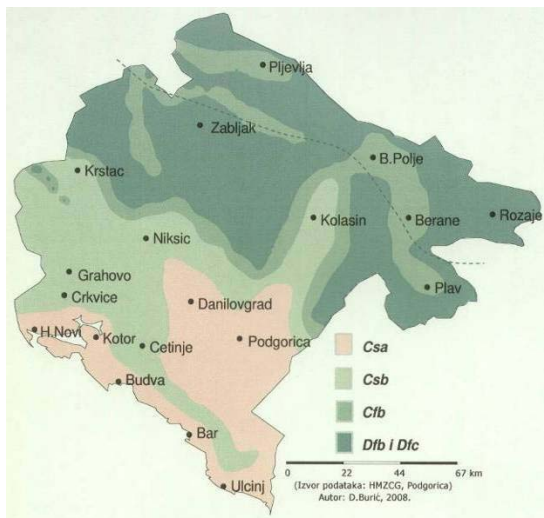 Pljevlja
Zabljak
B.Polje
Krstac
Kolasin
Berane
Rozaje
Niksic
Grahovo
Plav
Crkvice
Danilovgrad
H.Novi
Kotor
Cetinje
Podgorica
Budva
Bar
Ulcinj
Csa
Csb
Cfb
Dfb i Dfc
0 22 44 67 km
(Izvor podataka: HMZCG, Podgorica)
Autor: D.Burić, 2008.